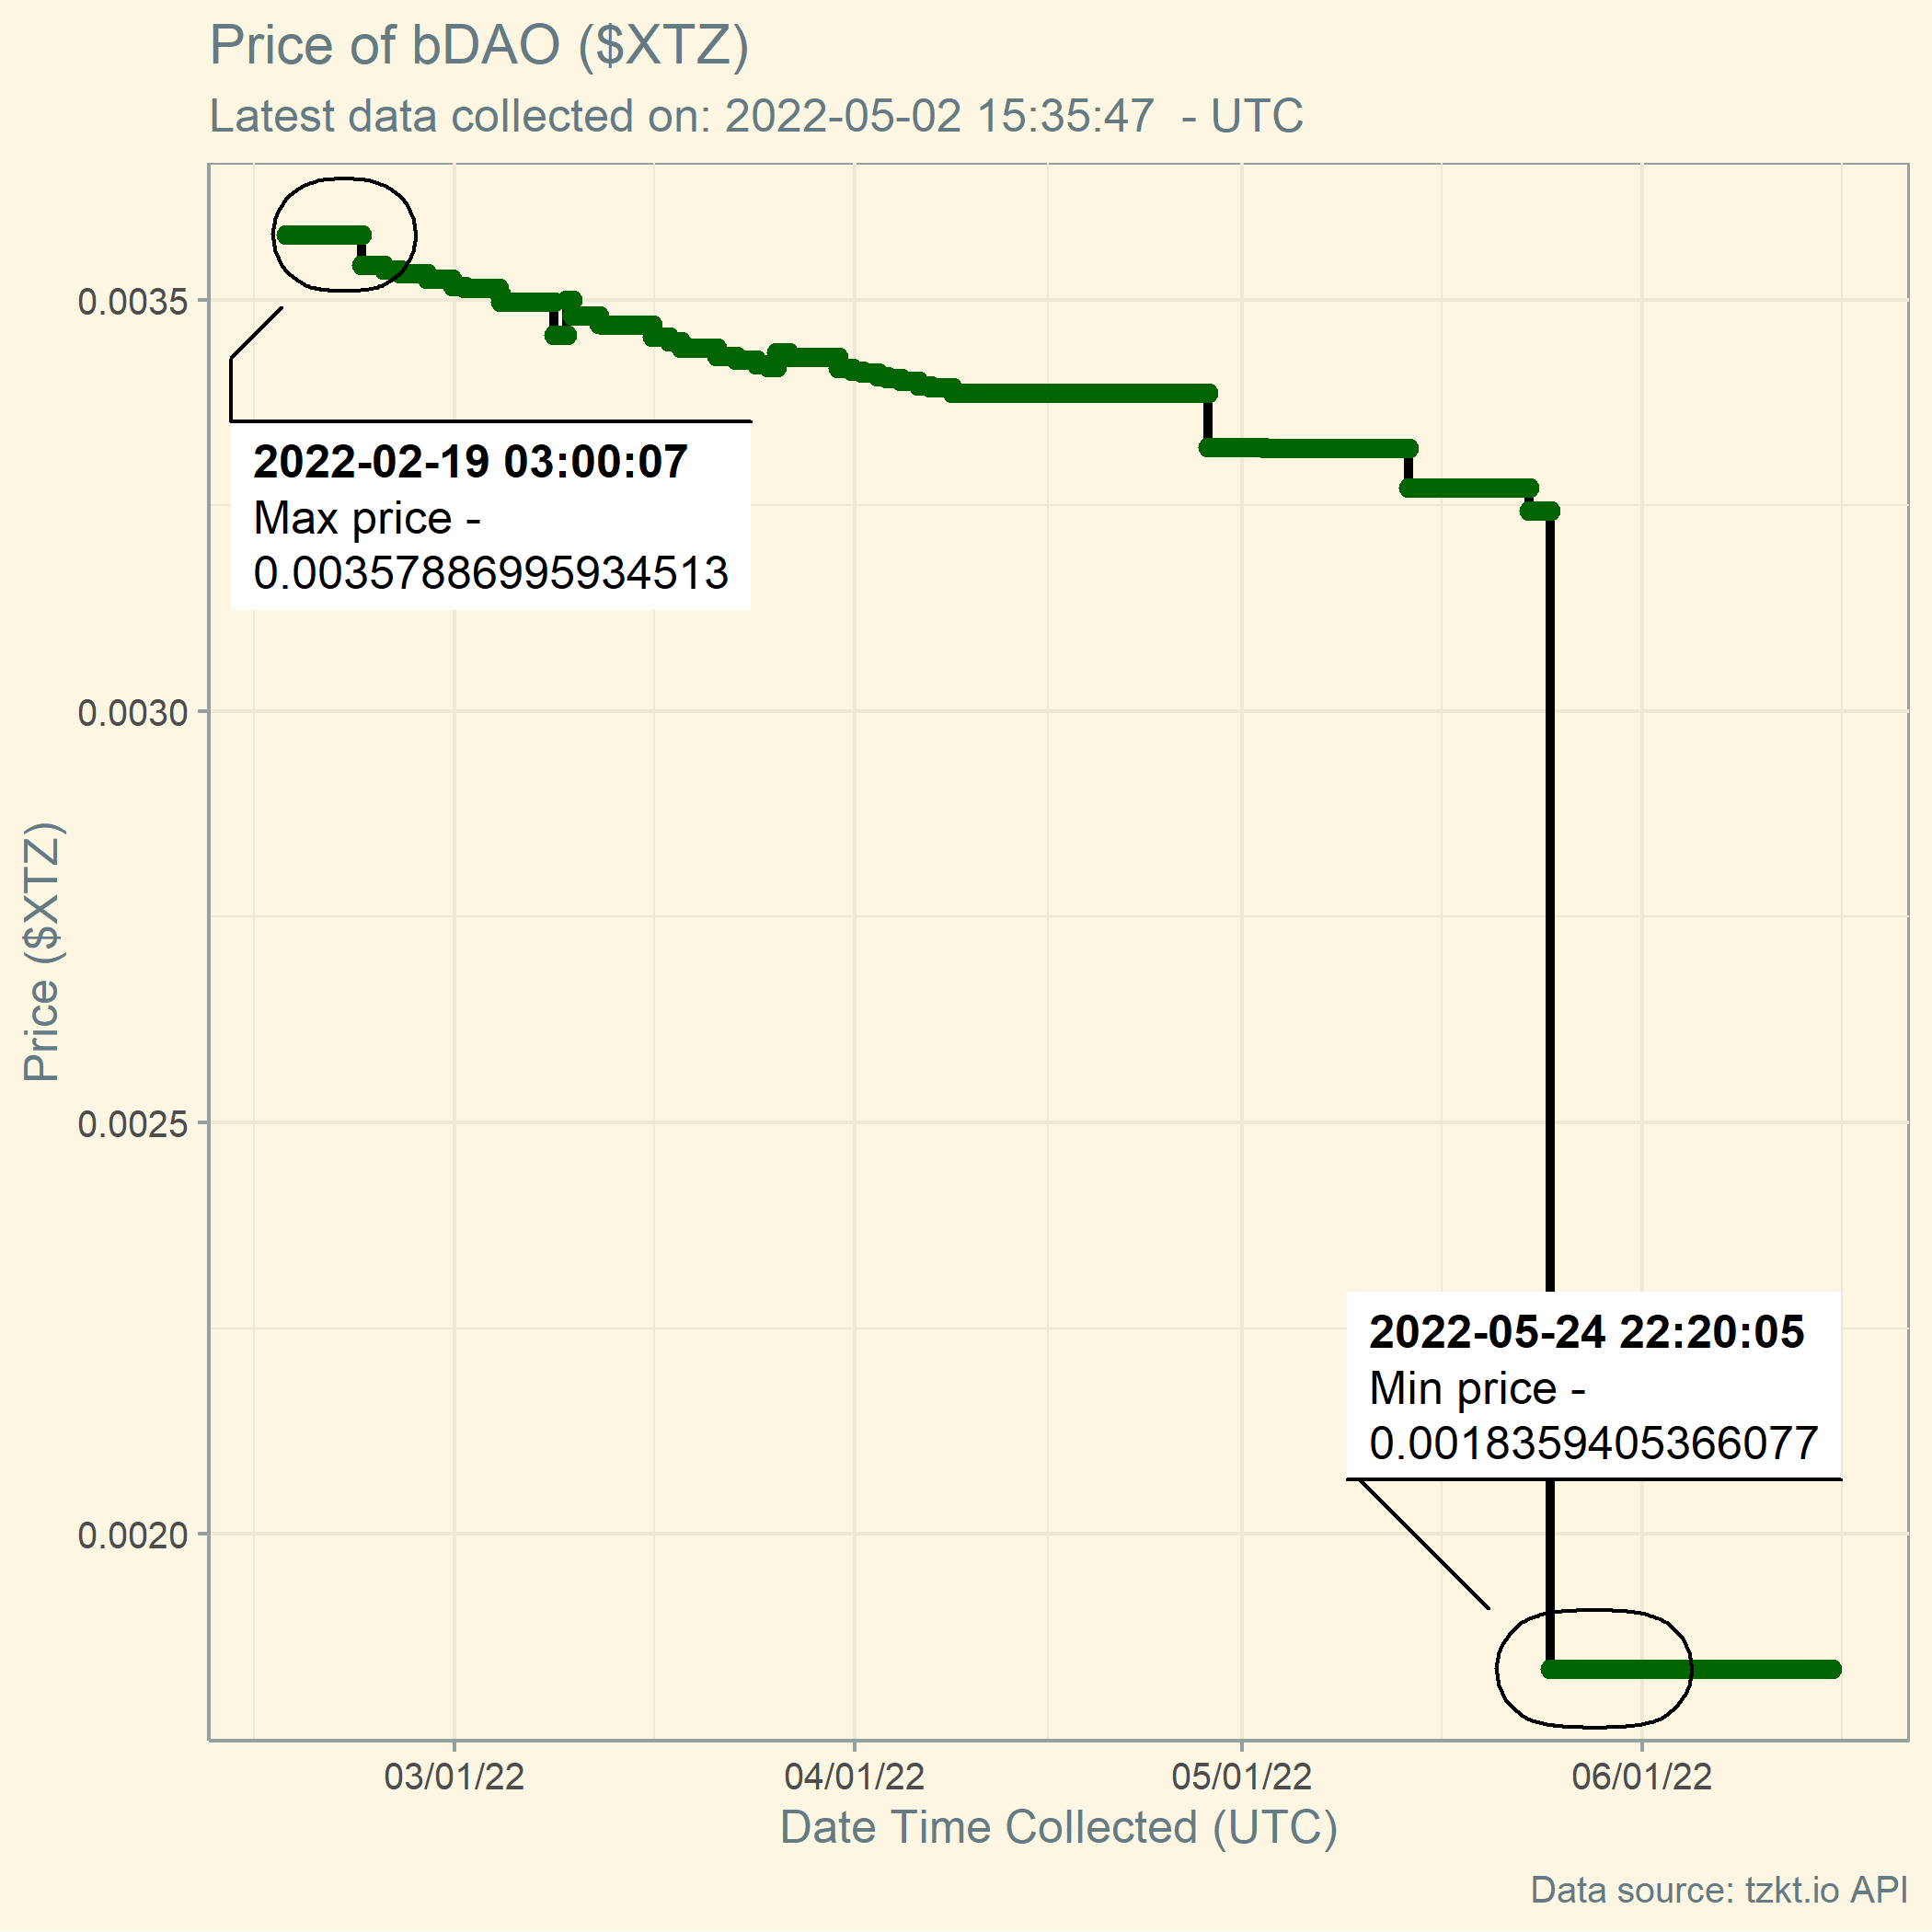 Price of bDAO ($XTZ)
Latest data collected on: 2022-05-02 15:35:47  - UTC
0.0035
0.0030
0.0025
0.0020
Price ($XTZ)
2022-02-19 03:00:07
Max price -
0.00357886995934513
2022-05-24 22:20:05
Min price -
0.0018359405366077
03/01/22
04/01/22
05/01/22
06/01/22
Date Time Collected (UTC)
Data source: tzkt.io API